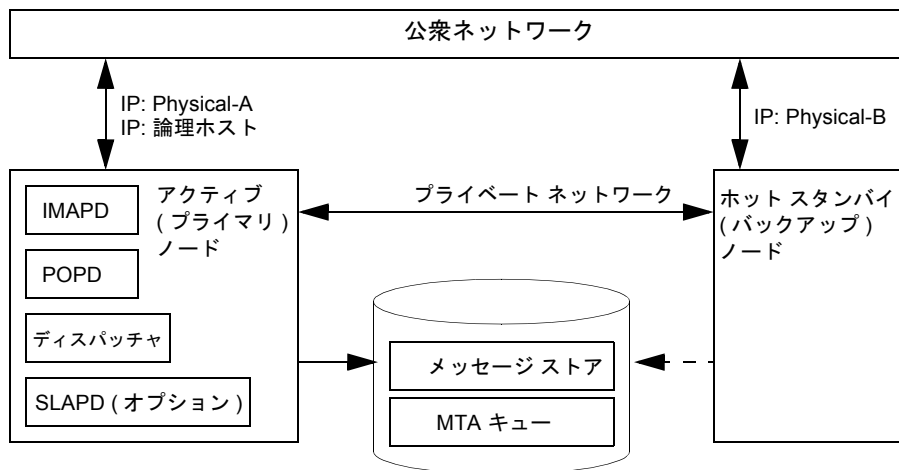 公衆ネットワーク
IP: Physical-A
IP: 論理ホスト
IP: Physical-B
アクティブ
( プライマリ )
ノード
IMAPD
POPD
ディスパッチャ
SLAPD ( オプション )
プライベート ネットワーク
ホット スタンバイ
( バックアップ )
ノード
メッセージ ストア
MTA キュー